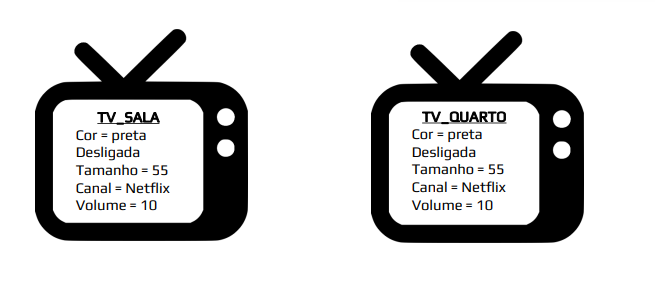 TV_SALA
Cor = preta
Desligada
Tamanho = 55
Canal = Netflix
Volume = 10
TV_QUARTO
Cor = preta
Desligada
Tamanho = 55
Canal = Netflix
Volume = 10